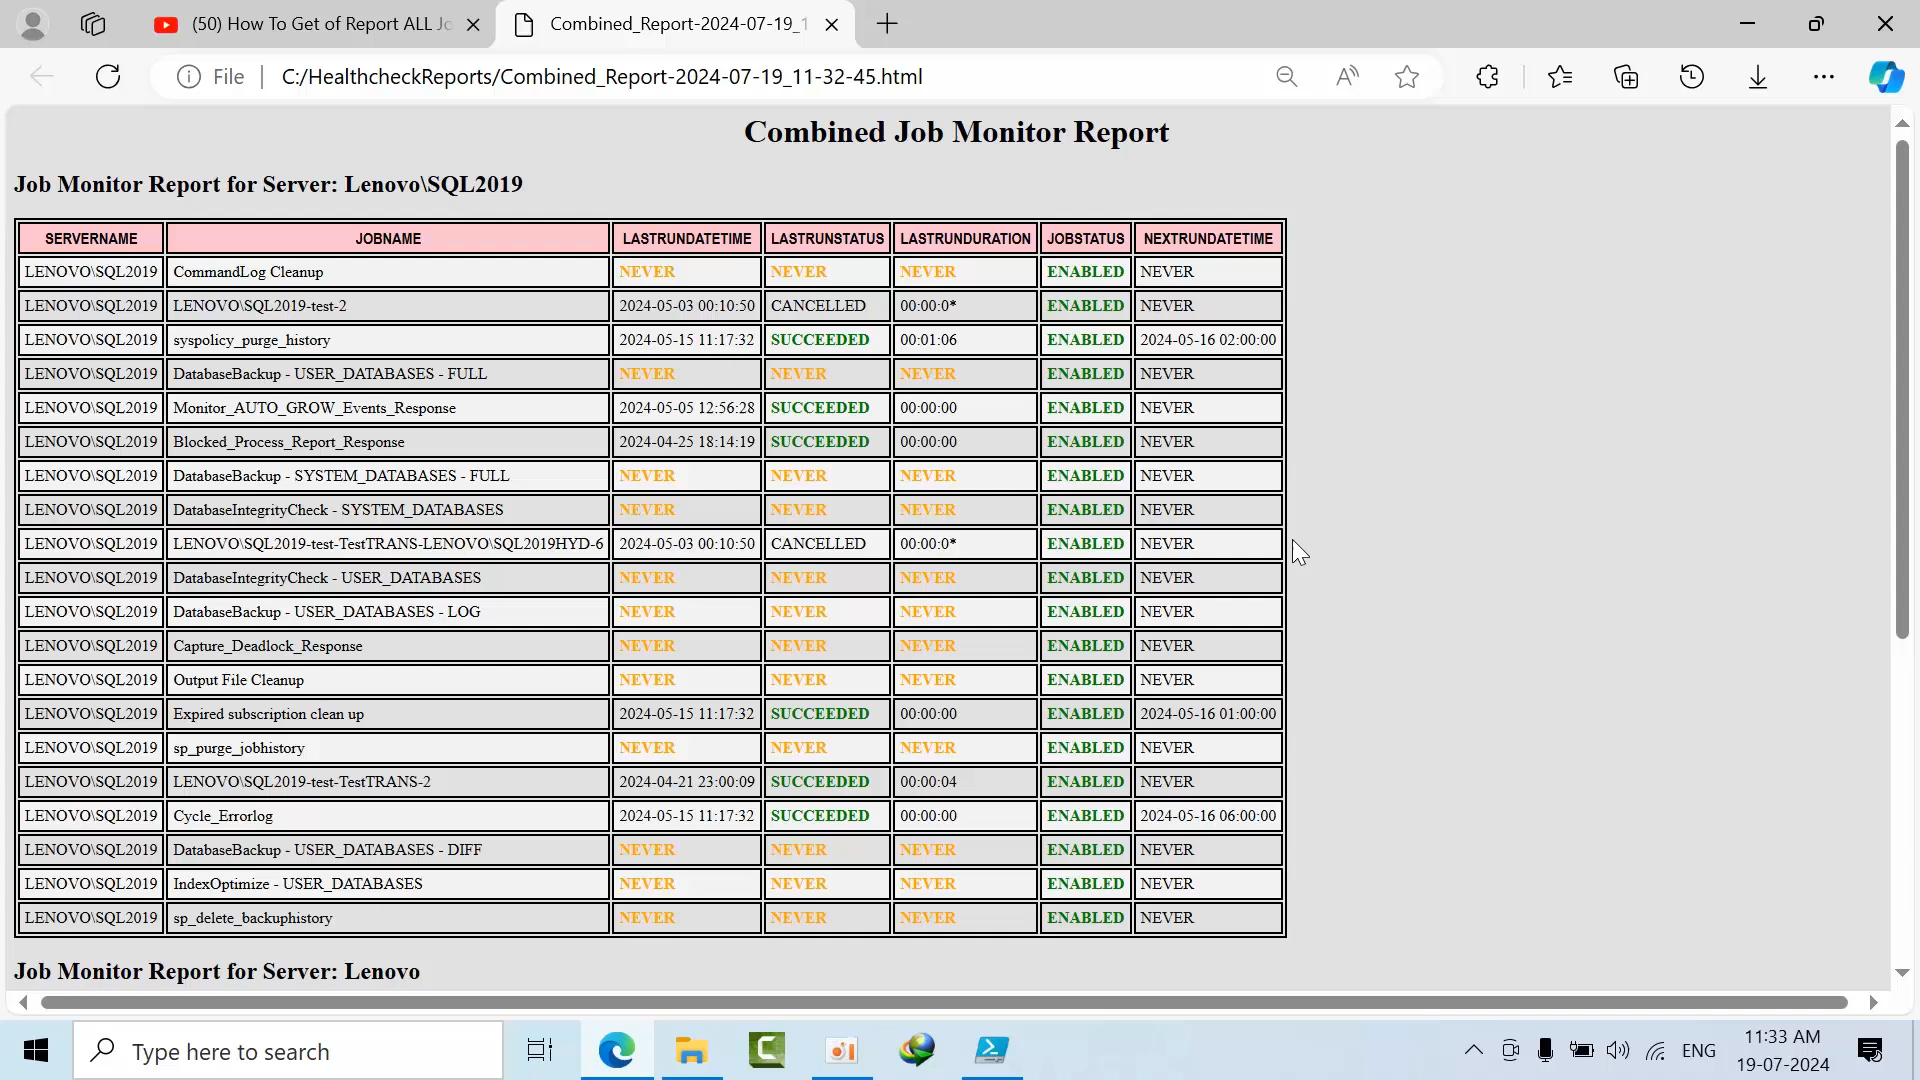 (50) How To Get of Report ALL Jo
Combined_Report-2024-07-19_1
File
C:/HealthcheckReports/Combined_Report-2024-07-19_11-32-45.html
Combined Job Monitor Report
Job Monitor Report for Server: Lenovo\SQL2019
SERVERNAME JOBNAME LASTRUNDATETIME LASTRUNSTATUS LASTRUNDURATION JOBSTATUS NEXTRUNDATETIME
LENOVO\SQL2019 CommandLog Cleanup NEVER NEVER NEVER ENABLED NEVER
LENOVO\SQL2019 LENOVO\SQL2019-test-2 2024-05-03 00:10:50 CANCELLED 00:00:0* ENABLED NEVER
LENOVO\SQL2019 syspolicy_purge_history 2024-05-15 11:17:32 SUCCEEDED 00:01:06 ENABLED 2024-05-16 02:00:00
LENOVO\SQL2019 DatabaseBackup - USER_DATABASES - FULL NEVER NEVER NEVER ENABLED NEVER
LENOVO\SQL2019 Monitor_AUTO_GROW_Events_Response 2024-05-05 12:56:28 SUCCEEDED 00:00:00 ENABLED NEVER
LENOVO\SQL2019 Blocked_Process_Report_Response 2024-04-25 18:14:19 SUCCEEDED 00:00:00 ENABLED NEVER
LENOVO\SQL2019 DatabaseBackup - SYSTEM_DATABASES - FULL NEVER NEVER NEVER ENABLED NEVER
LENOVO\SQL2019 DatabaseIntegrityCheck - SYSTEM_DATABASES NEVER NEVER NEVER ENABLED NEVER
LENOVO\SQL2019 LENOVO\SQL2019-test-TestTRANS-LENOVO\SQL2019HYD-6 2024-05-03 00:10:50 CANCELLED 00:00:0* ENABLED NEVER
LENOVO\SQL2019 DatabaseIntegrityCheck - USER_DATABASES NEVER NEVER NEVER ENABLED NEVER
LENOVO\SQL2019 DatabaseBackup - USER_DATABASES - LOG NEVER NEVER NEVER ENABLED NEVER
LENOVO\SQL2019 Capture_Deadlock_Response NEVER NEVER NEVER ENABLED NEVER
LENOVO\SQL2019 Output File Cleanup NEVER NEVER NEVER ENABLED NEVER
LENOVO\SQL2019 Expired subscription clean up 2024-05-15 11:17:32 SUCCEEDED 00:00:00 ENABLED 2024-05-16 01:00:00
LENOVO\SQL2019 sp_purge_jobhistory NEVER NEVER NEVER ENABLED NEVER
LENOVO\SQL2019 LENOVO\SQL2019-test-TestTRANS-2 2024-04-21 23:00:09 SUCCEEDED 00:00:04 ENABLED NEVER
LENOVO\SQL2019 Cycle_Errorlog 2024-05-15 11:17:32 SUCCEEDED 00:00:00 ENABLED 2024-05-16 06:00:00
LENOVO\SQL2019 DatabaseBackup - USER_DATABASES - DIFF NEVER NEVER NEVER ENABLED NEVER
LENOVO\SQL2019 IndexOptimize - USER_DATABASES NEVER NEVER NEVER ENABLED NEVER
LENOVO\SQL2019 sp_delete_backuphistory NEVER NEVER NEVER ENABLED NEVER
Job Monitor Report for Server: Lenovo
Type here to search
ENG
11:33 AM
19-07-2024